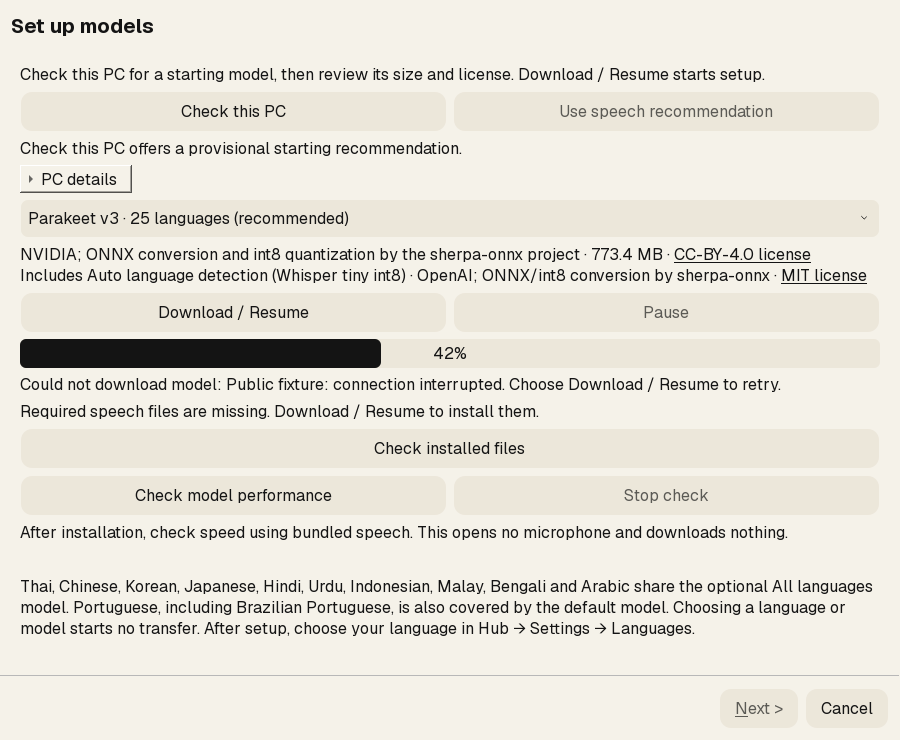 Set up models
Check this PC for a starting model, then review its size and license. Download / Resume starts setup.
Check this PC
Use speech recommendation
Check this PC offers a provisional starting recommendation.
PC details
Parakeet v3 · 25 languages (recommended)
NVIDIA; ONNX conversion and int8 quantization by the sherpa-onnx project · 773.4 MB · CC-BY-4.0 license
Includes Auto language detection (Whisper tiny int8) · OpenAI; ONNX/int8 conversion by sherpa-onnx · MIT license
Download / Resume
Pause
42%
Could not download model: Public fixture: connection interrupted. Choose Download / Resume to retry.
Required speech files are missing. Download / Resume to install them.
Check installed files
Check model performance
Stop check
After installation, check speed using bundled speech. This opens no microphone and downloads nothing.
Thai, Chinese, Korean, Japanese, Hindi, Urdu, Indonesian, Malay, Bengali and Arabic share the optional All languages
model. Portuguese, including Brazilian Portuguese, is also covered by the default model. Choosing a language or
model starts no transfer. After setup, choose your language in Hub → Settings → Languages.
Next >
Cancel